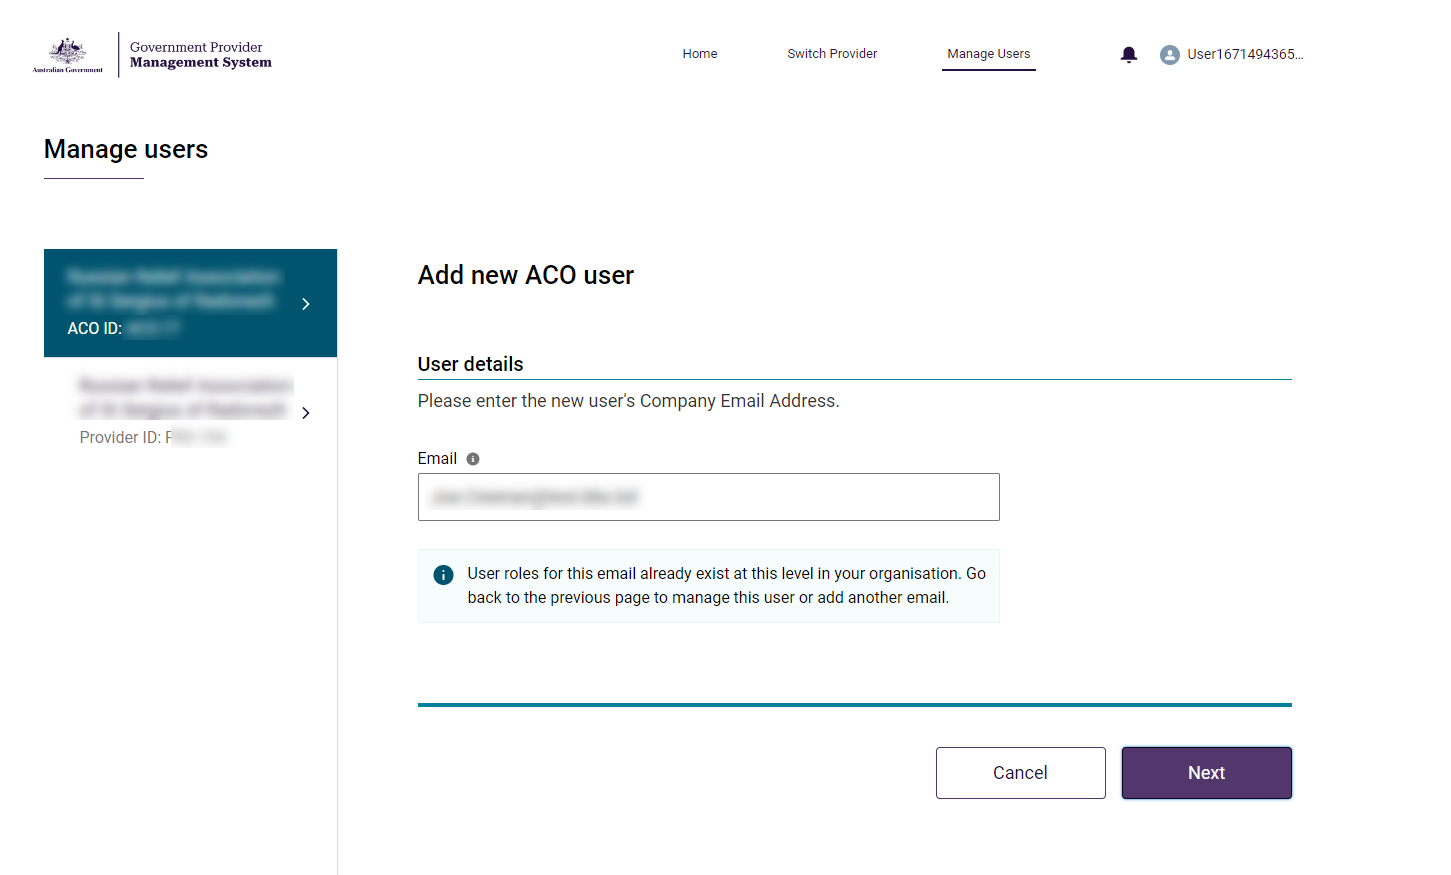 Australian Government
Government Provider
Management System
Home
Switch Provider
Manage Users
User1671494365...
Manage users
ACO ID:
Provider ID:
Add new ACO user
User details
Please enter the new user's Company Email Address.
Email
User roles for this email already exist at this level in your organisation. Go
back to the previous page to manage this user or add another email.
Cancel
Next